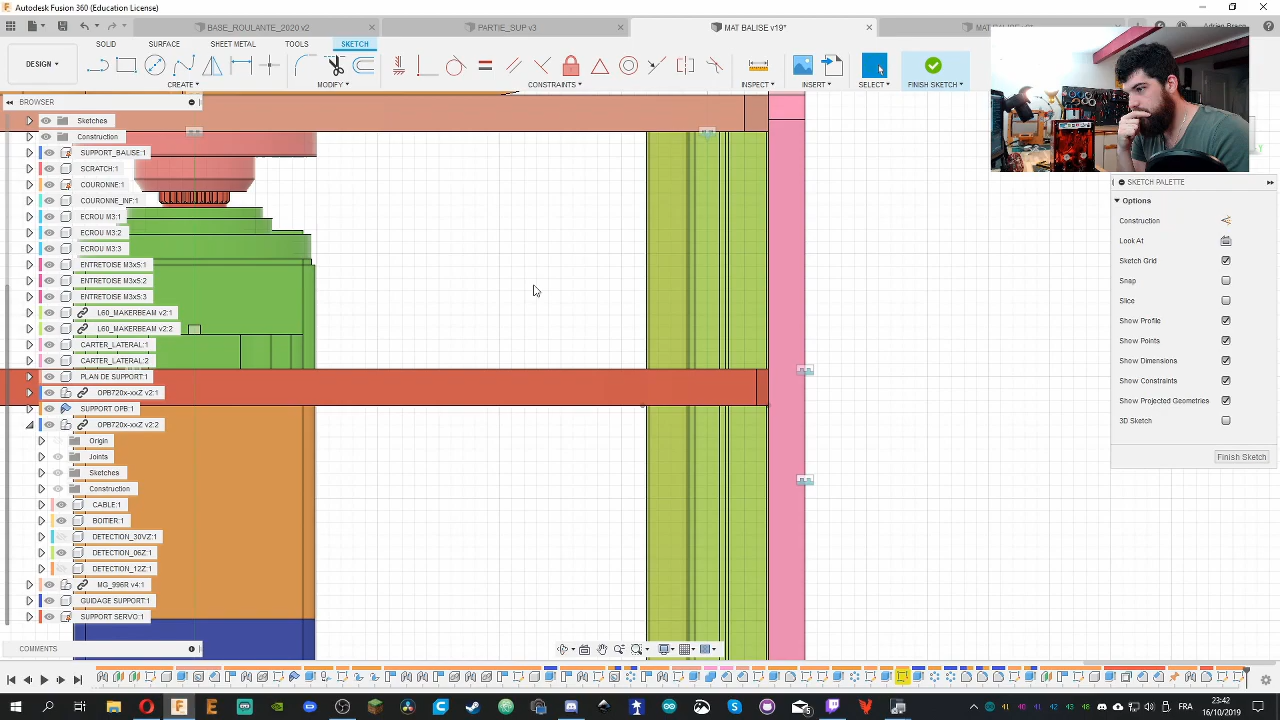 Autodesk Fusion 360 (Education License)
BASE_ROULANTE_2020 v2
PARTIE_SUP v3
MAT BALISE v19*
SOLID SURFACE SHEET METAL TOOLS SKETCH
DESIGN
CREATE MODIFY CONSTRAINTS INSPECT INSERT SELECT FINISH SKETCH
BROWSER
Sketches
Construction
SUPPORT_BALISE:1
SCRATCH:1
COURONNE:1
COURONNE_INF:1
ECROU M3:1
ECROU M3:2
ECROU M3:3
ENTRETOISE M3x5:1
ENTRETOISE M3x5:2
ENTRETOISE M3x5:3
L60_MAKERBEAM v2:1
L60_MAKERBEAM v2:2
CARTER_LATERAL:1
CARTER_LATERAL:2
PLAN DE SUPPORT:1
OPB720x-xxZ v2:1
SUPPORT OPB:1
OPB720x-xxZ v2:2
Origin
Joints
Sketches
Construction
CABLE:1
BOITIER:1
DETECTION_30VZ:1
DETECTION_06Z:1
DETECTION_12Z:1
MG_996R v4:1
GUIDAGE SUPPORT:1
SUPPORT SERVO:1
COMMENTS
SKETCH PALETTE
Options
Construction
Look At
Sketch Grid
Snap
Slice
Show Profile
Show Points
Show Dimensions
Show Constraints
Show Projected Geometries
3D Sketch
Finish Sketch
FRA
23:42
16/10/2019